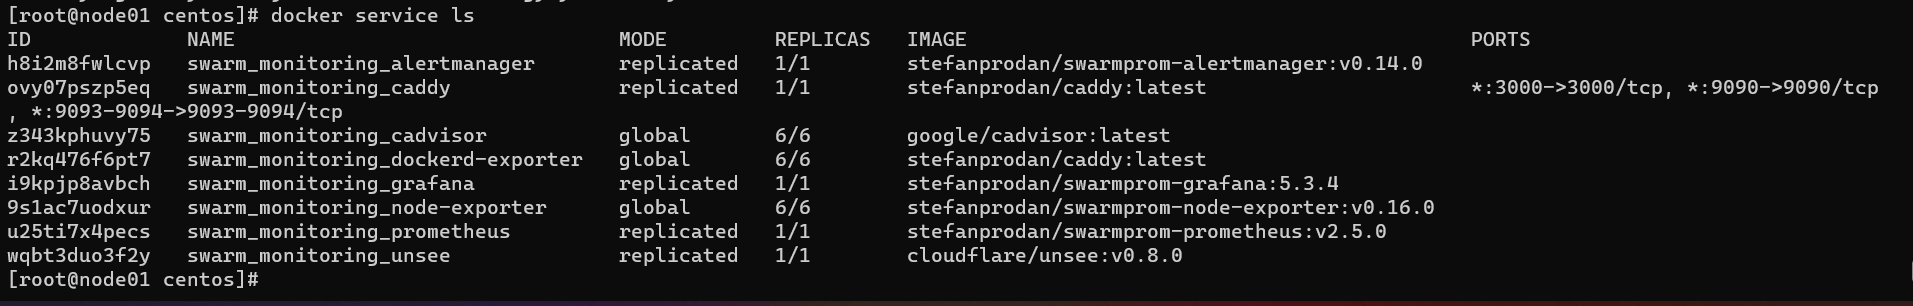 [root@node01 centos]# docker service ls
ID             NAME                                MODE         REPLICAS   IMAGE                                          PORTS
h8i2m8fwlcvp   swarm_monitoring_alertmanager       replicated   1/1        stefanprodan/swarmprom-alertmanager:v0.14.0
ovy07pszp5eq   swarm_monitoring_caddy              replicated   1/1        stefanprodan/caddy:latest                      *:3000->3000/tcp, *:9090->9090/tcp
, *:9093-9094->9093-9094/tcp
z343kphuvy75   swarm_monitoring_cadvisor           global       6/6        google/cadvisor:latest
r2kq476f6pt7   swarm_monitoring_dockerd-exporter   global       6/6        stefanprodan/caddy:latest
i9kpjp8avbch   swarm_monitoring_grafana            replicated   1/1        stefanprodan/swarmprom-grafana:5.3.4
9s1ac7uodxur   swarm_monitoring_node-exporter      global       6/6        stefanprodan/swarmprom-node-exporter:v0.16.0
u25ti7x4pecs   swarm_monitoring_prometheus         replicated   1/1        stefanprodan/swarmprom-prometheus:v2.5.0
wqbt3duo3f2y   swarm_monitoring_unsee              replicated   1/1        cloudflare/unsee:v0.8.0
[root@node01 centos]#